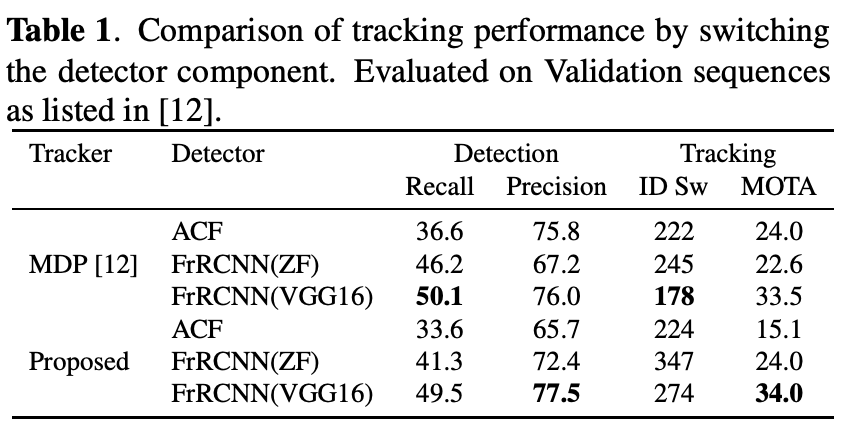 Table 1. Comparison of tracking performance by switching
the detector component. Evaluated on Validation sequences
as listed in [12].
Tracker Detector Detection Tracking
Recall Precision ID Sw MOTA
ACF 36.6 75.8 222 24.0
MDP [12] FrRCNN(ZF) 46.2 67.2 245 22.6
FrRCNN(VGG16) 50.1 76.0 178 33.5
ACF 33.6 65.7 224 15.1
Proposed FrRCNN(ZF) 41.3 72.4 347 24.0
FrRCNN(VGG16) 49.5 77.5 274 34.0